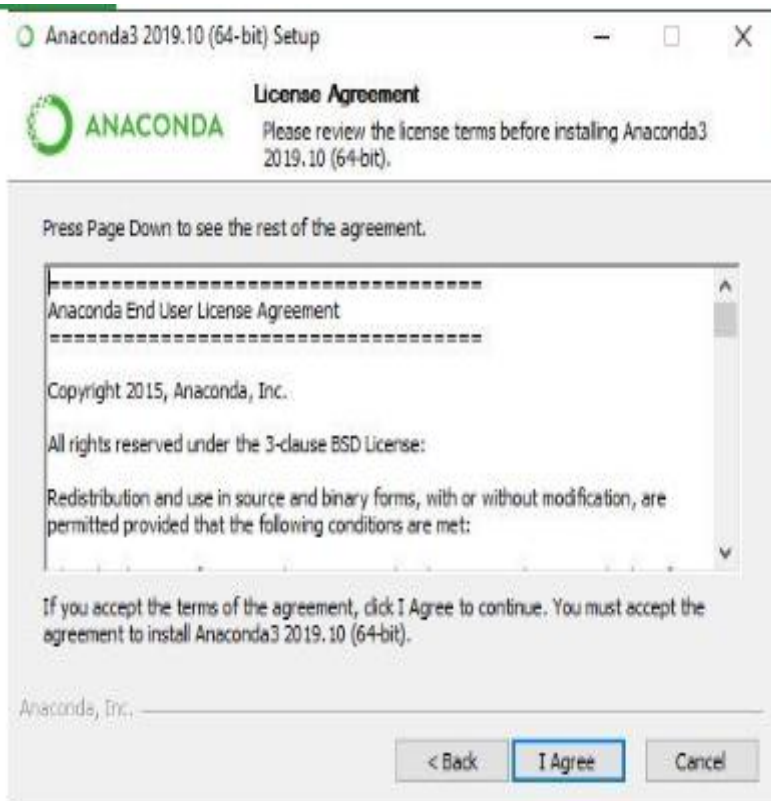 Anaconda3 2019.10 (64-bit) Setup
ANACONDA
License Agreement
Please review the license terms before installing Anaconda3
2019.10 (64-bit).
Press Page Down to see the rest of the agreement.
===================================
Anaconda End User License Agreement
===================================
Copyright 2015, Anaconda, Inc.
All rights reserved under the 3-clause BSD License:
Redistribution and use in source and binary forms, with or without modification, are
permitted provided that the following conditions are met:
If you accept the terms of the agreement, click I Agree to continue. You must accept the
agreement to install Anaconda3 2019.10 (64-bit).
Anaconda, Inc.
< Back
I Agree
Cancel